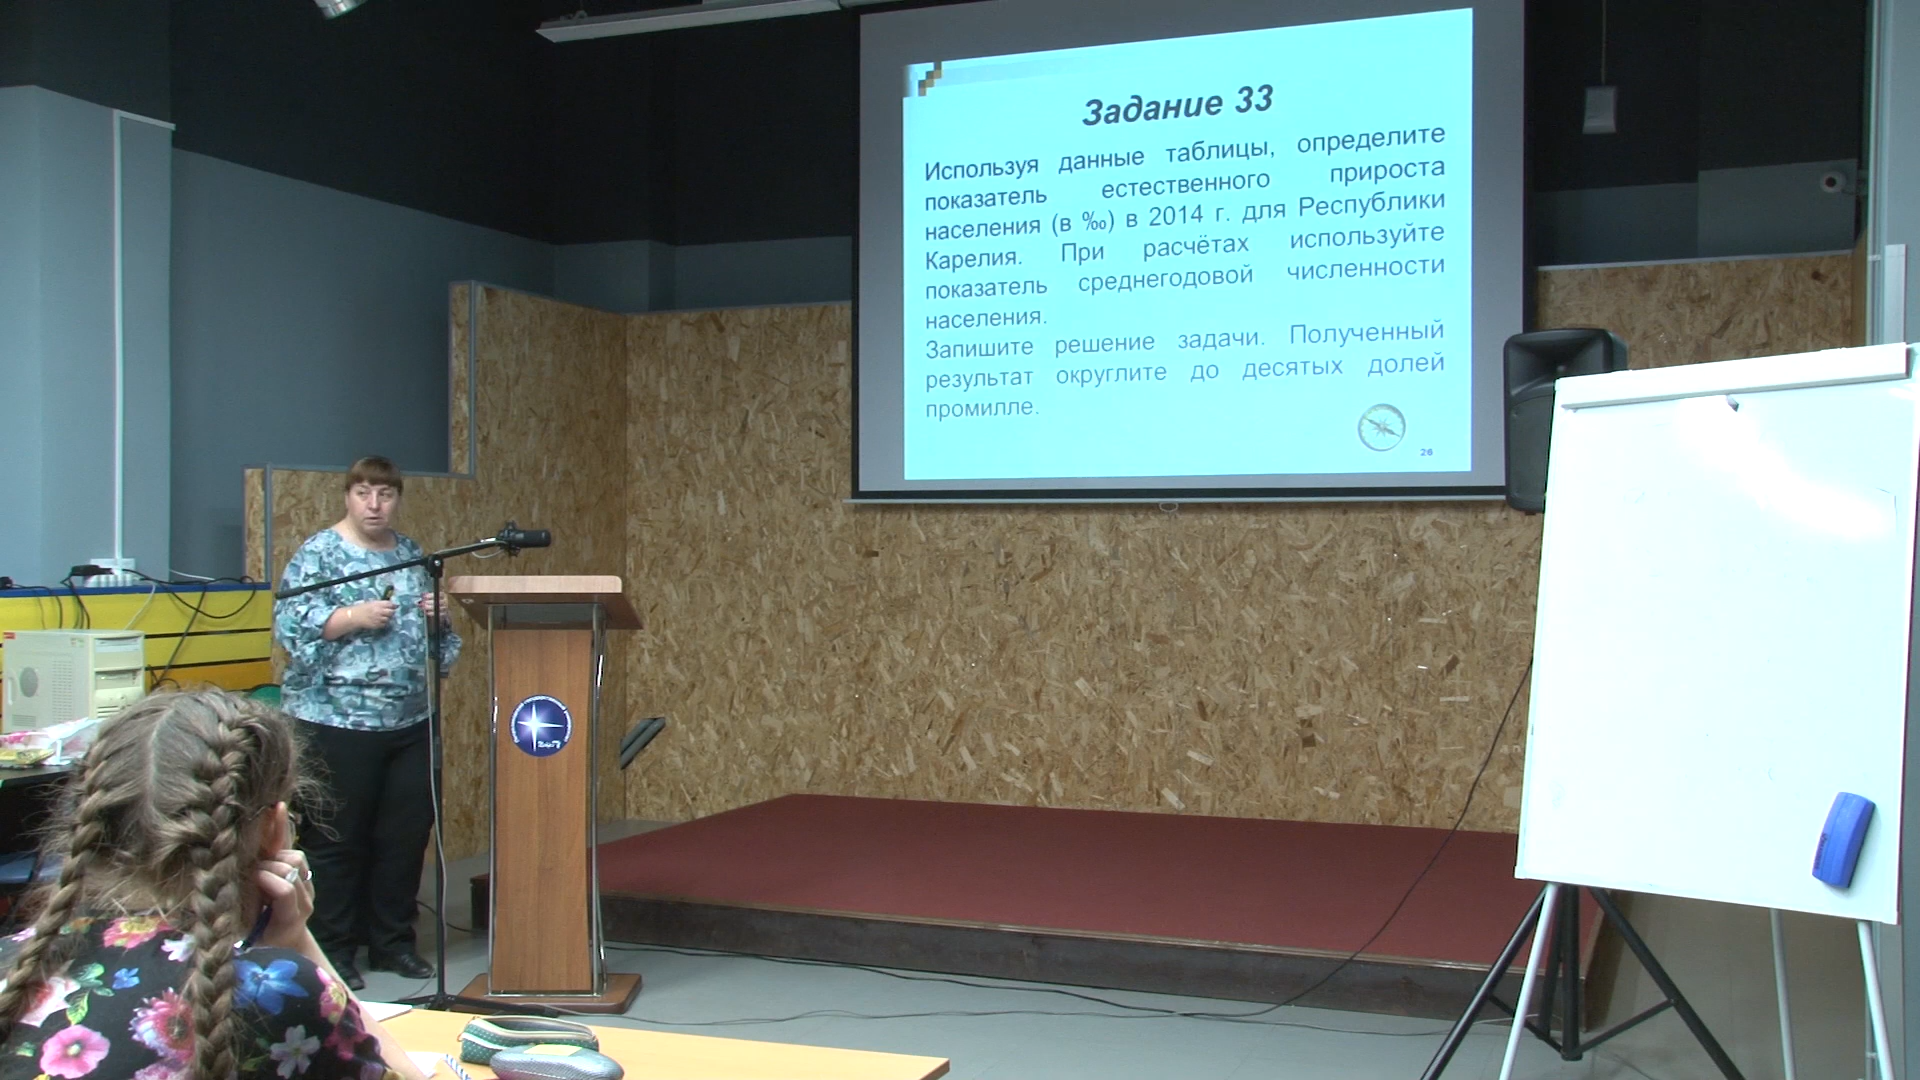 Задание 33
Используя данные таблицы, определите
показатель естественного прироста
населения (в ‰) в 2014 г. для Республики
Карелия. При расчётах используйте
показатель среднегодовой численности
населения.
Запишите решение задачи. Полученный
результат округлите до десятых долей
промилле.
26